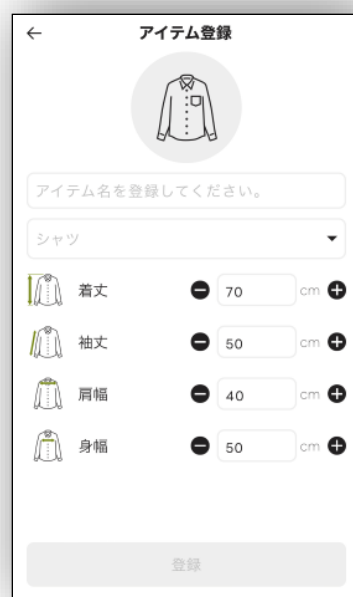 アイテム登録
アイテム名を登録してください。
シャツ
着丈 70 cm
袖丈 50 cm
肩幅 40 cm
身幅 50 cm
登録